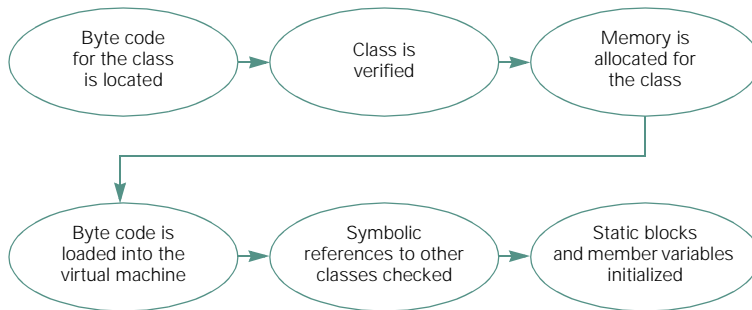 Byte code
for the class
is located
Class is
verified
Memory is
allocated for
the class
Byte code is
loaded into the
virtual machine
Symbolic
references to other
classes checked
Static blocks
and member variables
initialized